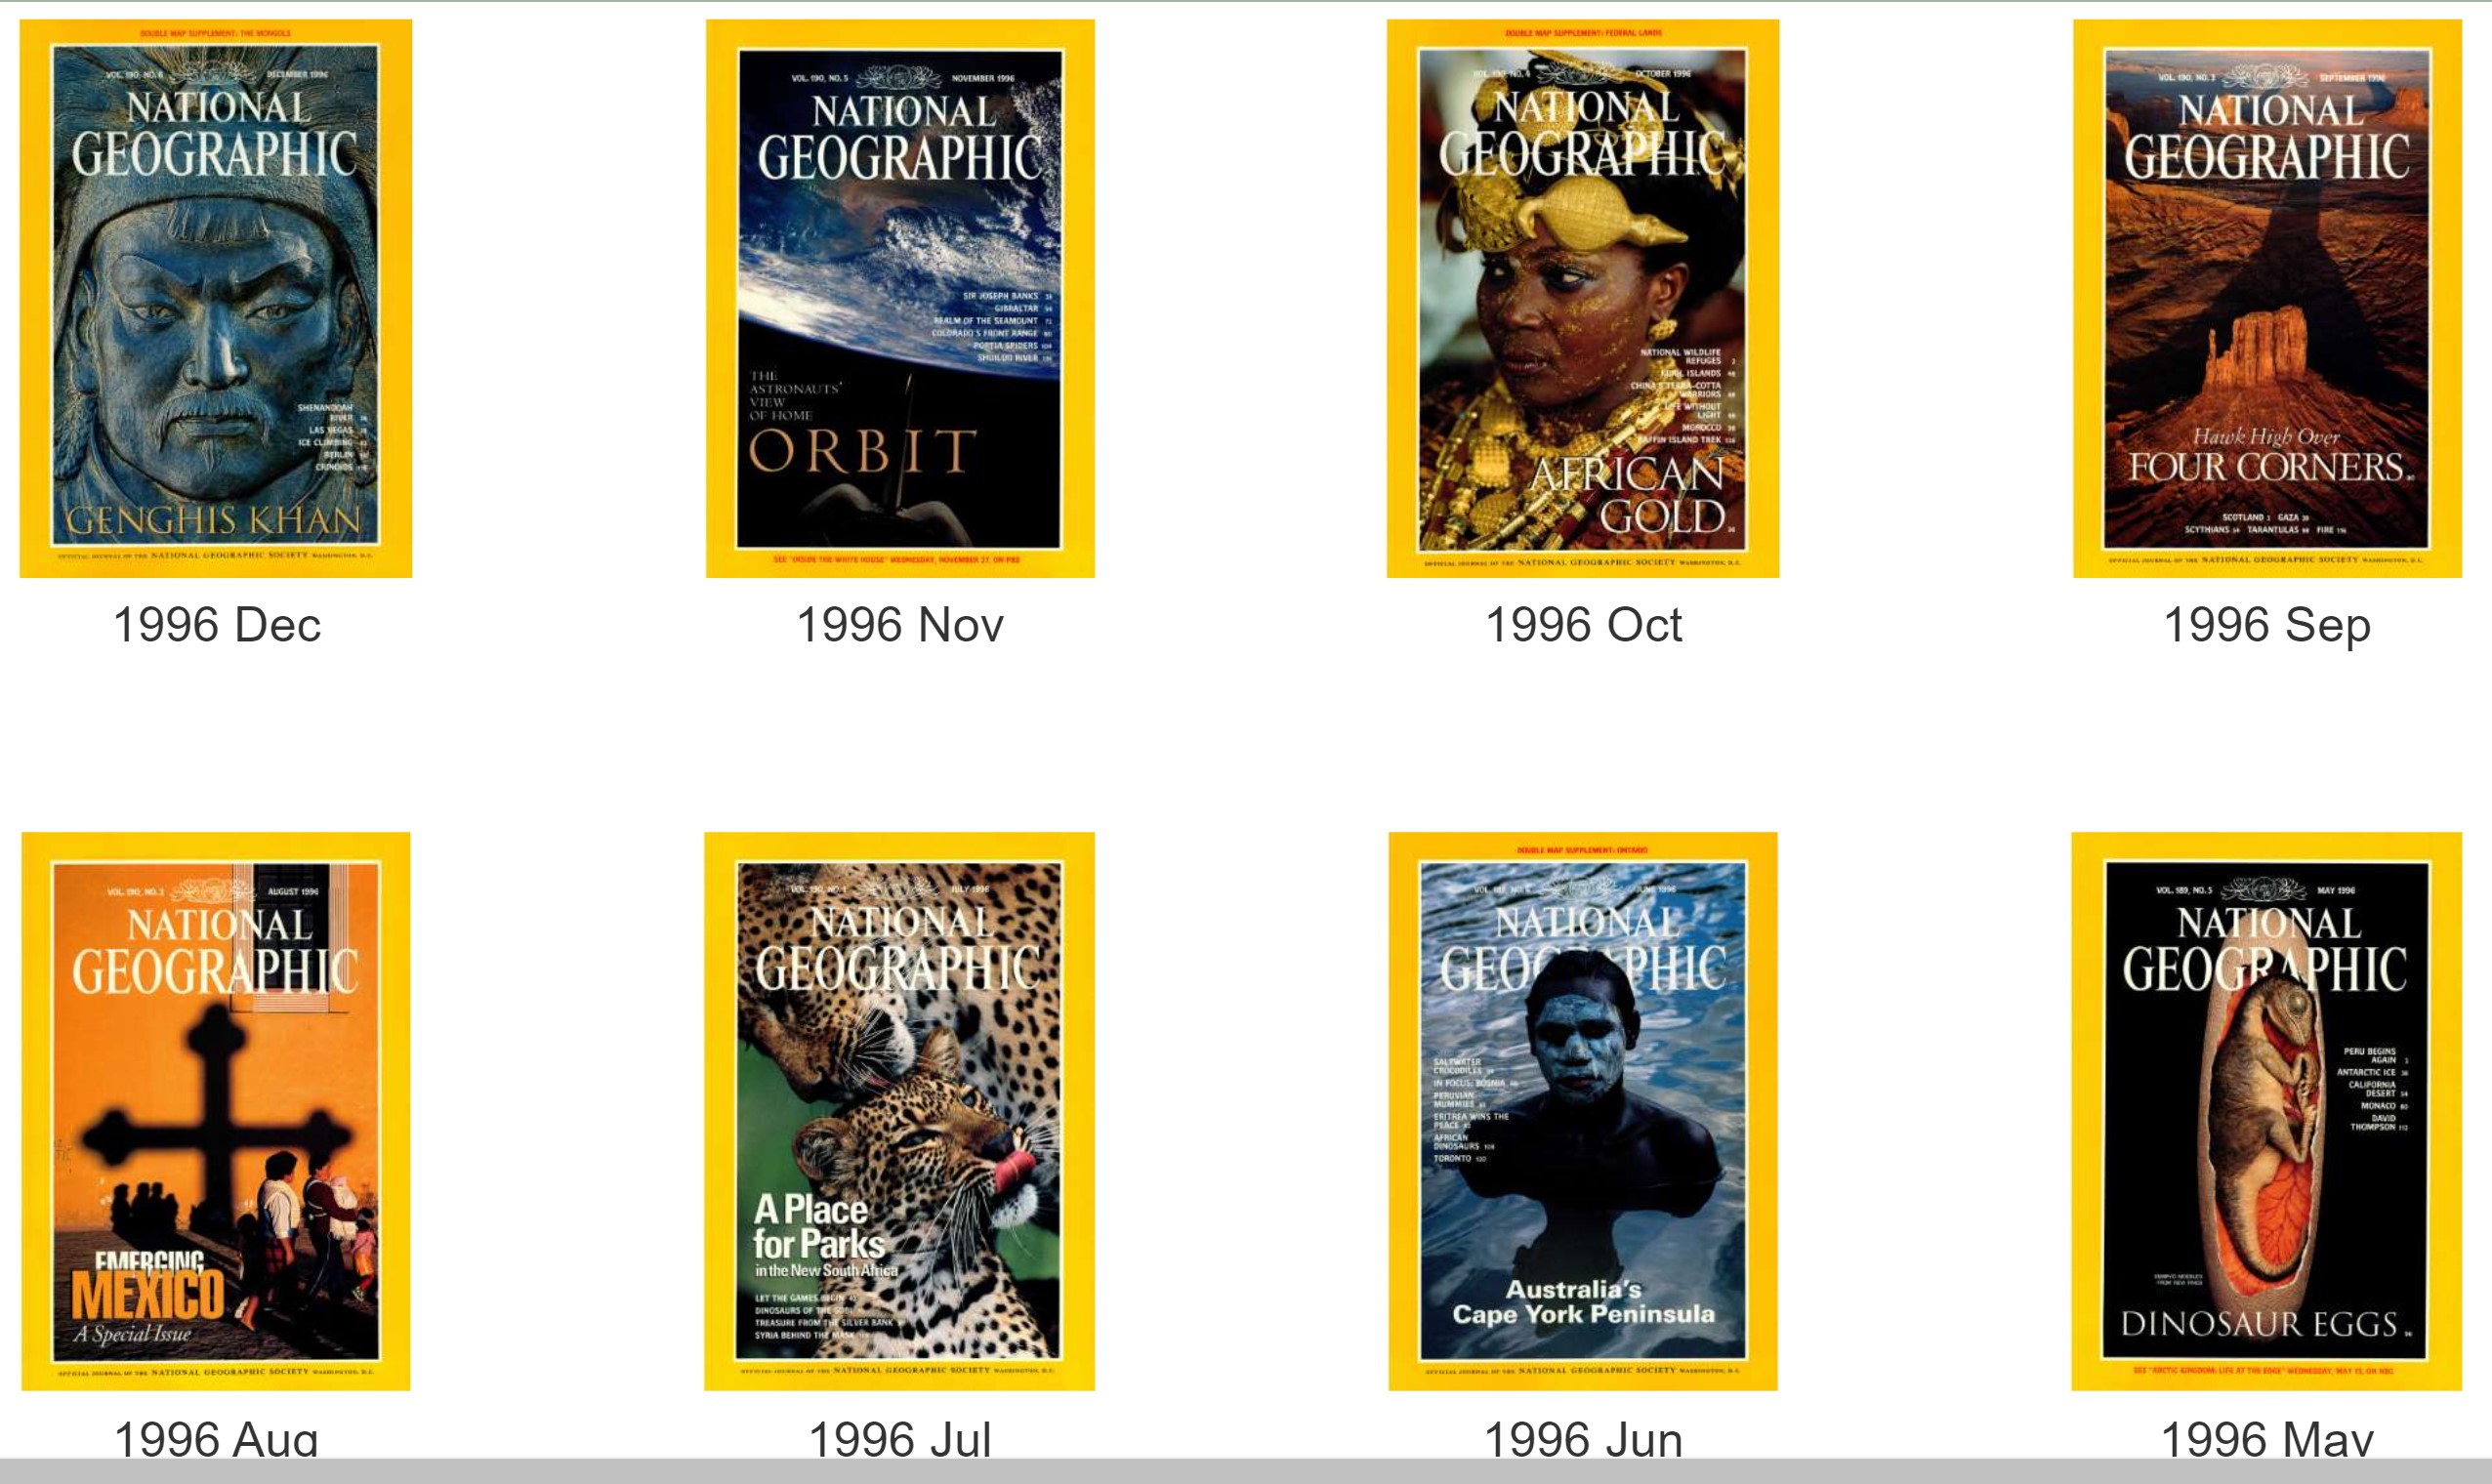 DOUBLE MAP SUPPLEMENT: THE MONGOLS
VOL. 190, NO. 6
DECEMBER 1996
NATIONAL
GEOGRAPHIC
SHENANDOAH
RIVER
LAS VEGAS
ICE CLIMBING
BERLIN
CRINOIDS
GENGHIS KHAN
OFFICIAL JOURNAL OF THE NATIONAL GEOGRAPHIC SOCIETY WASHINGTON, D.C.
1996 Dec
VOL. 190, NO. 5
NOVEMBER 1996
NATIONAL
GEOGRAPHIC
SIR JOSEPH BANKS
GIBRALTAR
REALM OF THE SEAMOUNT
COLORADO'S FRONT RANGE
PORTIA SPIDERS
SHUILUO RIVER
THE
ASTRONAUTS'
VIEW
OF HOME
ORBIT
SEE "INSIDE THE WHITE HOUSE" WEDNESDAY, NOVEMBER 27, ON PBS
1996 Nov
DOUBLE MAP SUPPLEMENT: FEDERAL LANDS
VOL. 190, NO. 4
OCTOBER 1996
NATIONAL
GEOGRAPHIC
NATIONAL WILDLIFE
REFUGES
KURIL ISLANDS
CHINA'S TERRA-COTTA
WARRIORS
LIFE WITHOUT
LIGHT
MOROCCO
BAFFIN ISLAND TREK
AFRICAN
GOLD
OFFICIAL JOURNAL OF THE NATIONAL GEOGRAPHIC SOCIETY WASHINGTON, D.C.
1996 Oct
VOL. 190, NO. 3
SEPTEMBER 1996
NATIONAL
GEOGRAPHIC
Hawk High Over
FOUR CORNERS
SCOTLAND GAZA
SCYTHIANS TARANTULAS FIRE
OFFICIAL JOURNAL OF THE NATIONAL GEOGRAPHIC SOCIETY WASHINGTON, D.C.
1996 Sep
VOL. 190, NO. 2
AUGUST 1996
NATIONAL
GEOGRAPHIC
EMERGING
MEXICO
A Special Issue
OFFICIAL JOURNAL OF THE NATIONAL GEOGRAPHIC SOCIETY WASHINGTON, D.C.
1996 Aug
VOL. 190, NO. 1
JULY 1996
NATIONAL
GEOGRAPHIC
A Place
for Parks
in the New South Africa
LET THE GAMES BEGIN
DINOSAURS OF THE GOBI
TREASURE FROM THE SILVER BANK
SYRIA BEHIND THE MASK
OFFICIAL JOURNAL OF THE NATIONAL GEOGRAPHIC SOCIETY WASHINGTON, D.C.
1996 Jul
DOUBLE MAP SUPPLEMENT: ONTARIO
JUNE 1996
NATIONAL
GEOGRAPHIC
SALTWATER
CROCODILES
IN FOCUS: BOSNIA
PERUVIAN
MUMMIES
ERITREA WINS THE
PEACE
AFRICAN
DINOSAURS
TORONTO
Australia's
Cape York Peninsula
OFFICIAL JOURNAL OF THE NATIONAL GEOGRAPHIC SOCIETY WASHINGTON, D.C.
1996 Jun
VOL. 189, NO. 5
MAY 1996
NATIONAL
GEOGRAPHIC
PERU BEGINS
AGAIN
ANTARCTIC ICE
CALIFORNIA
DESERT
MONACO
DAVID
THOMPSON
DINOSAUR EGGS
SEE "ARCTIC KINGDOM: LIFE AT THE EDGE" WEDNESDAY, MAY 15, ON NBC
1996 May